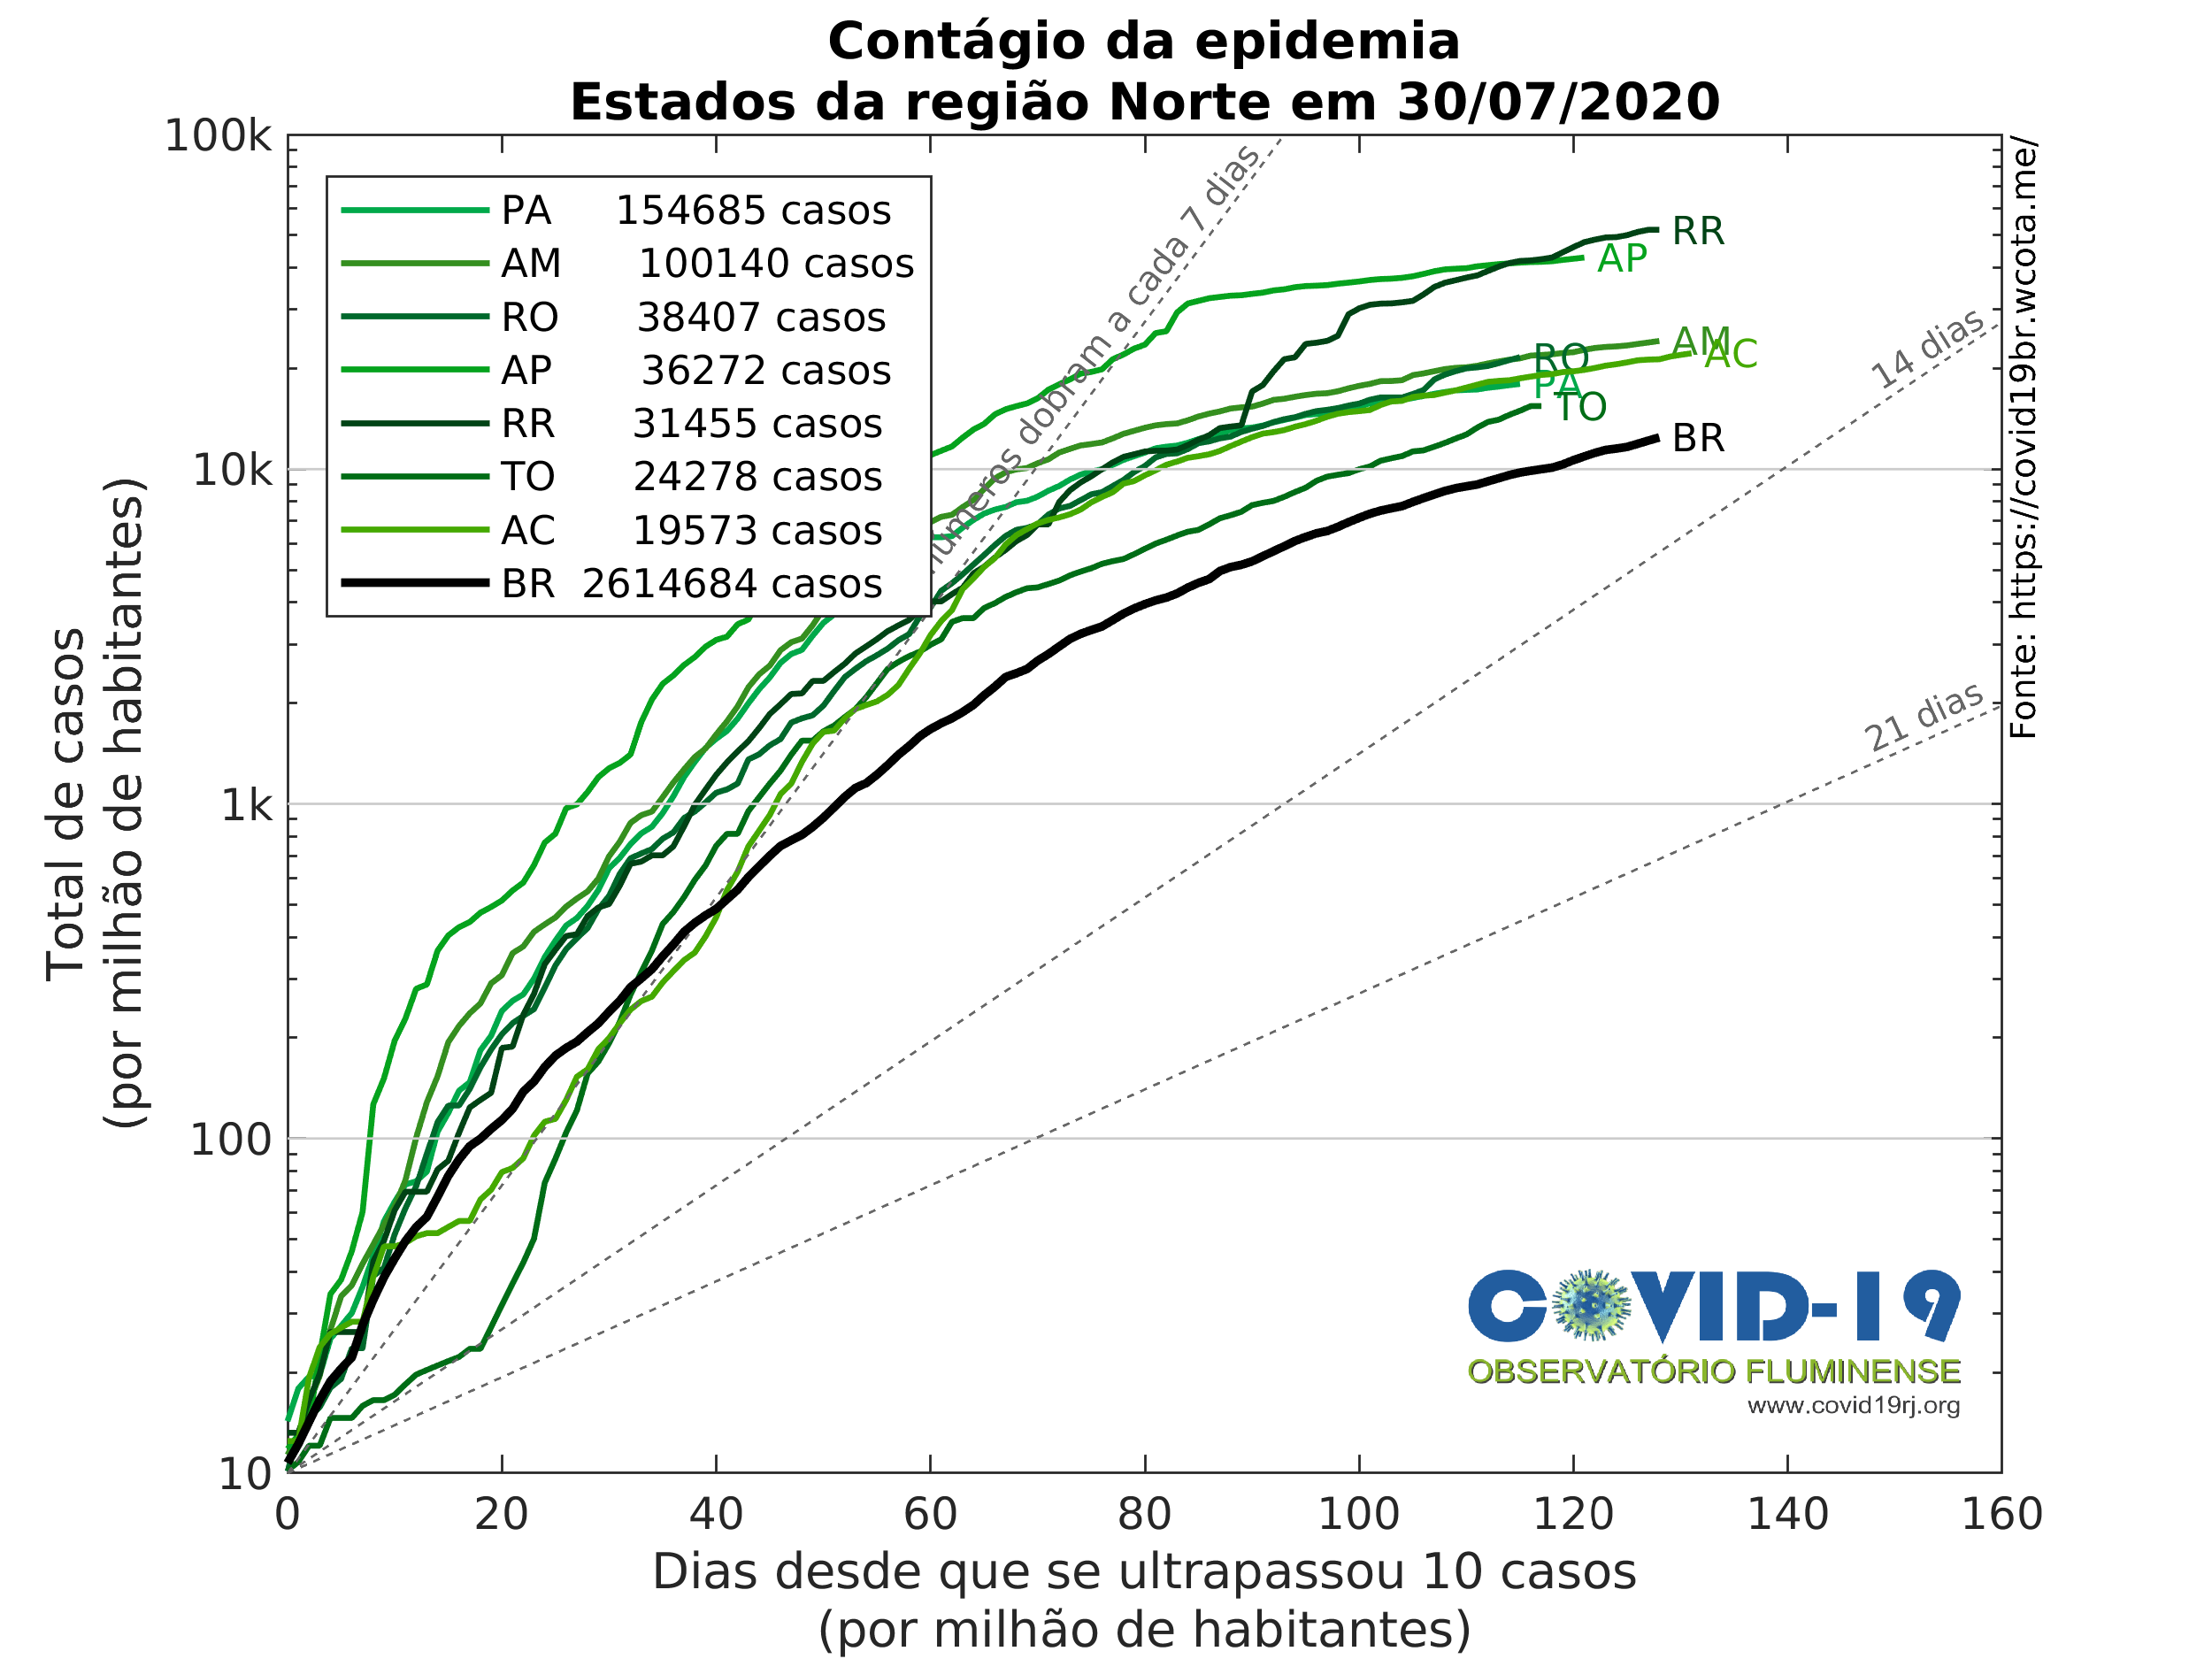 Contágio da epidemia
Estados da região Norte em 30/07/2020
Total de casos
(por milhão de habitantes)
100k
10k
1k
100
10
0 20 40 60 80 100 120 140 160
Dias desde que se ultrapassou 10 casos
(por milhão de habitantes)
PA 154685 casos
AM 100140 casos
RO 38407 casos
AP 36272 casos
RR 31455 casos
TO 24278 casos
AC 19573 casos
BR 2614684 casos
números dobram a cada 7 dias
14 dias
21 dias
RR
AP
AM
AC
RO
PA
TO
BR
Fonte: https://covid19br.wcota.me/
COVID-19
OBSERVATÓRIO FLUMINENSE
www.covid19rj.org